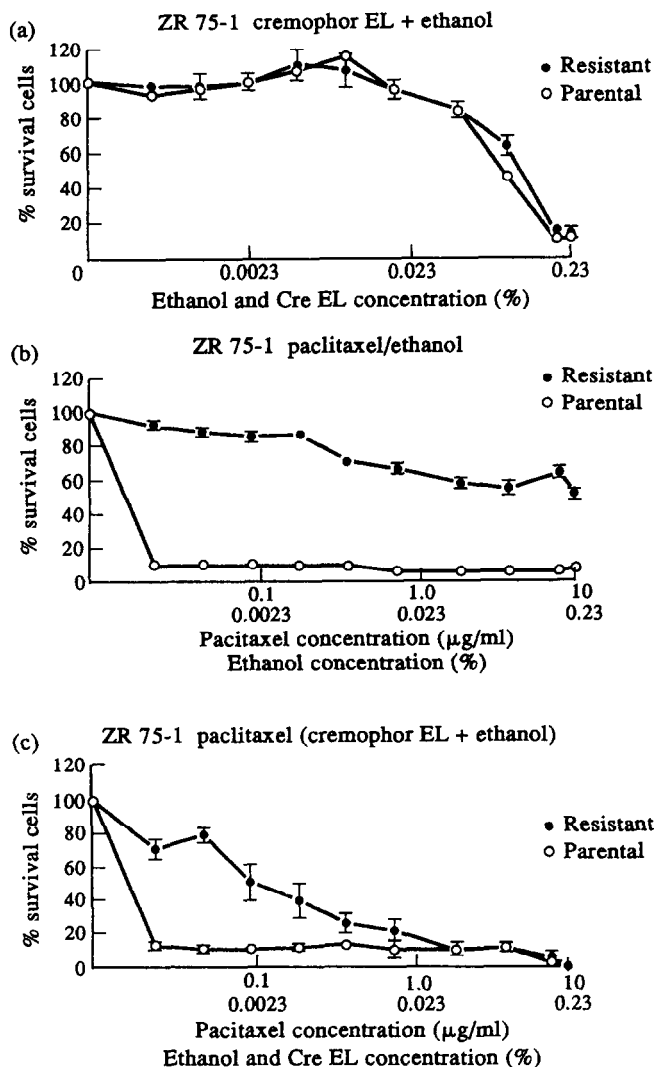 (a) ZR 75-1 cremophor EL + ethanol
120
100
80
60
40
20
% survival cells
Resistant
Parental
0 0.0023 0.023 0.23
Ethanol and Cre EL concentration (%)
(b) ZR 75-1 paclitaxel/ethanol
120
100
80
60
40
20
0
% survival cells
Resistant
Parental
0.1 1.0 10
0.0023 0.023 0.23
Pacitaxel concentration (μg/ml)
Ethanol concentration (%)
(c) ZR 75-1 paclitaxel (cremophor EL + ethanol)
120
100
80
60
40
20
0
% survival cells
Resistant
Parental
0.1 1.0 10
0.0023 0.023 0.23
Pacitaxel concentration (μg/ml)
Ethanol and Cre EL concentration (%)